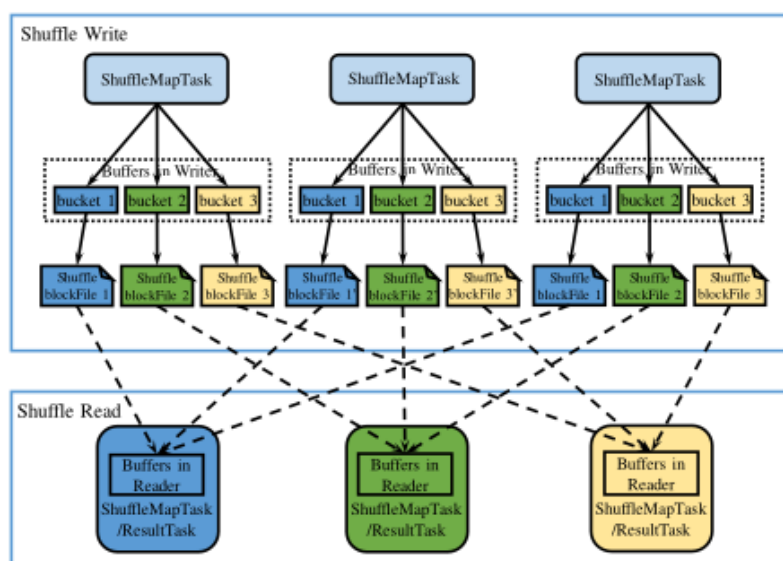 Shuffle Write
ShuffleMapTask
ShuffleMapTask
ShuffleMapTask
Buffers in Writer
Buffers in Writer
Buffers in Writer
bucket 1
bucket 2
bucket 3
bucket 1
bucket 2
bucket 3
bucket 1
bucket 2
bucket 3
Shuffle
blockFile 1
Shuffle
blockFile 2
Shuffle
blockFile 3
Shuffle
blockFile 1'
Shuffle
blockFile 2'
Shuffle
blockFile 3'
Shuffle
blockFile 1
Shuffle
blockFile 2
Shuffle
blockFile 3
Shuffle Read
Buffers in
Reader
ShuffleMapTask
/ResultTask
Buffers in
Reader
ShuffleMapTask
/ResultTask
Buffers in
Reader
ShuffleMapTask
/ResultTask